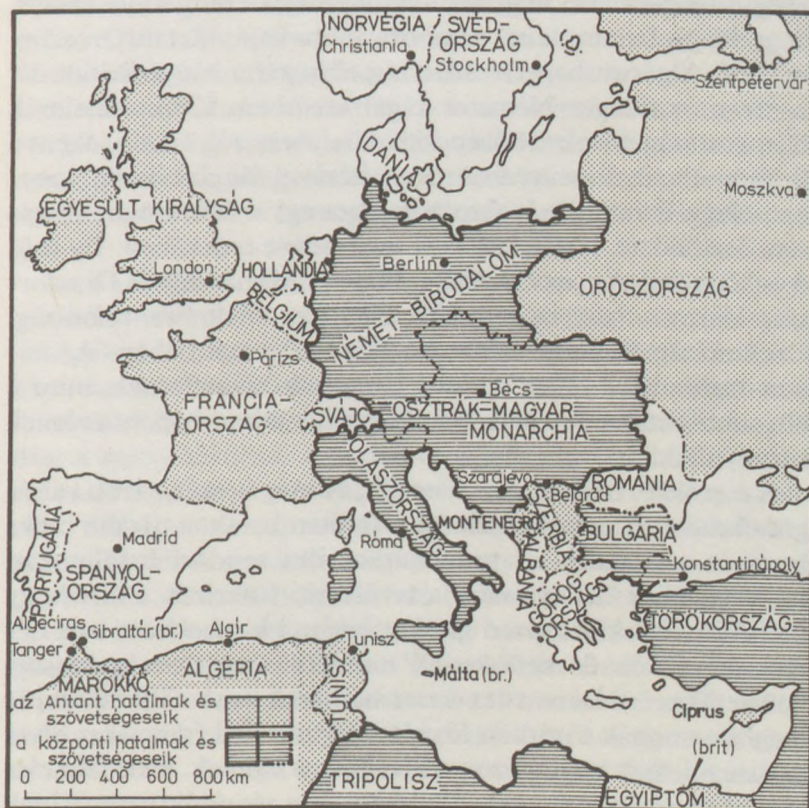 NORVÉGIA
Christiania
SVÉD-
ORSZÁG
Stockholm
Szentpétervár
DÁNIA
Moszkva
EGYESÜLT KIRÁLYSÁG
London
HOLLANDIA
BELGIUM
Berlin
NÉMET BIRODALOM
OROSZORSZÁG
Párizs
FRANCIA-
ORSZÁG
SVÁJC
Bécs
OSZTRÁK-MAGYAR
MONARCHIA
OLASZORSZÁG
Szarajevo
Belgrád
ROMÁNIA
MONTENEGRO
SZERBIA
BULGÁRIA
ALBÁNIA
GÖRÖG-
ORSZÁG
Konstantinápoly
TÖRÖKORSZÁG
Róma
PORTUGÁLIA
Madrid
SPANYOL-
ORSZÁG
Algeciras
Gibraltár (br.)
Tanger
MAROKKÓ
Algír
ALGÉRIA
Tunisz
TUNISZ
Málta (br.)
Ciprus
(brit)
TRIPOLISZ
EGYIPTOM
az Antant hatalmak és
szövetségeseik
a központi hatalmak és
szövetségeseik
0 200 400 600 800 km